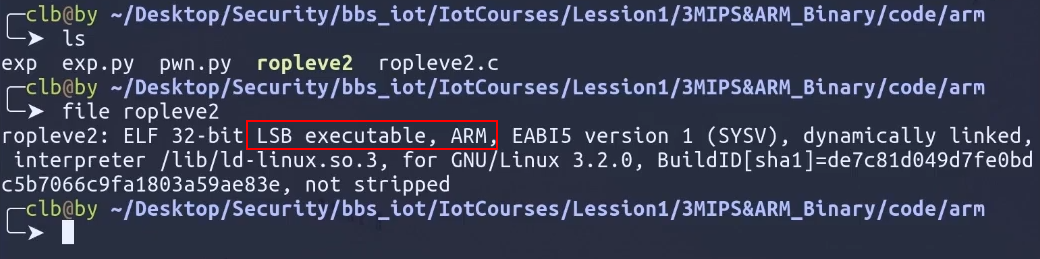 clb@by ~/Desktop/Security/bbs_iot/IotCourses/Lession1/3MIPS&ARM_Binary/code/arm
ls
exp exp.py pwn.py ropleve2 ropleve2.c
clb@by ~/Desktop/Security/bbs_iot/IotCourses/Lession1/3MIPS&ARM_Binary/code/arm
file ropleve2
ropleve2: ELF 32-bit LSB executable, ARM, EABI5 version 1 (SYSV), dynamically linked,
interpreter /lib/ld-linux.so.3, for GNU/Linux 3.2.0, BuildID[sha1]=de7c81d049d7fe0bd
c5b7066c9fa1803a59ae83e, not stripped
clb@by ~/Desktop/Security/bbs_iot/IotCourses/Lession1/3MIPS&ARM_Binary/code/arm